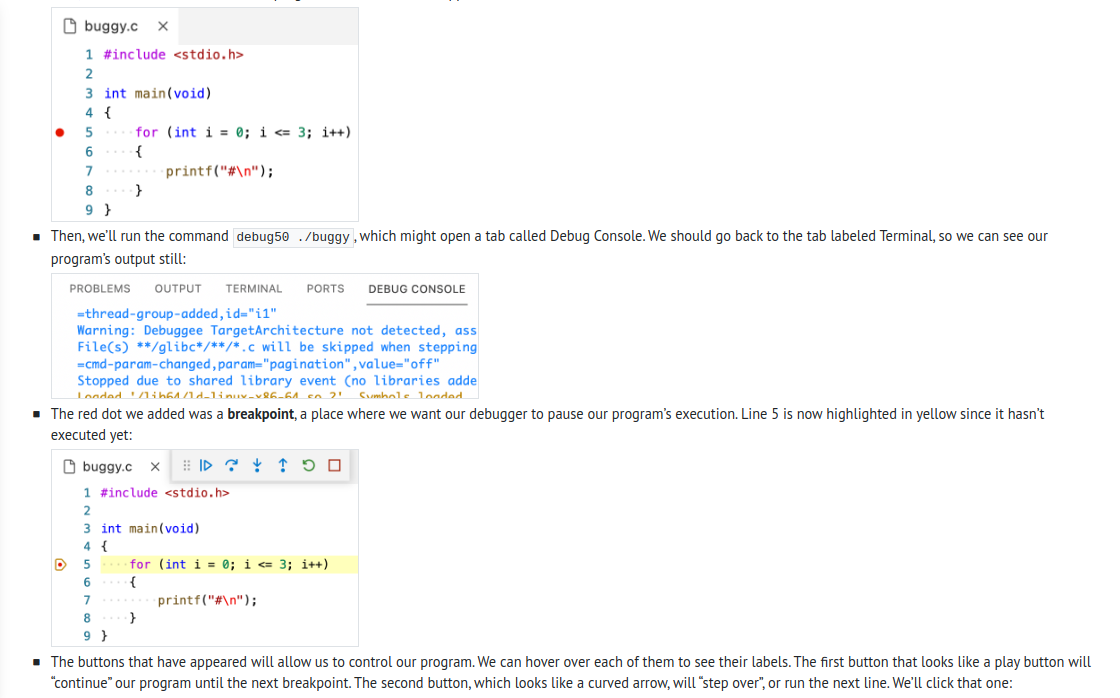 buggy.c ×
1 #include <stdio.h>
2
3 int main(void)
4 {
5 ····for (int i = 0; i <= 3; i++)
6 ····{
7 ········printf("#\n");
8 ····}
9 }
▪ Then, we'll run the command debug50 ./buggy, which might open a tab called Debug Console. We should go back to the tab labeled Terminal, so we can see our
program's output still:
PROBLEMS OUTPUT TERMINAL PORTS DEBUG CONSOLE
=thread-group-added,id="i1"
Warning: Debuggee TargetArchitecture not detected, ass
File(s) **/glibc*/**/*.c will be skipped when stepping
=cmd-param-changed,param="pagination",value="off"
Stopped due to shared library event (no libraries adde
Loaded '/lib64/ld-linux-x86-64.so.2'. Symbols loaded.
▪ The red dot we added was a breakpoint, a place where we want our debugger to pause our program's execution. Line 5 is now highlighted in yellow since it hasn't
executed yet:
buggy.c ×
1 #include <stdio.h>
2
3 int main(void)
4 {
5 ····for (int i = 0; i <= 3; i++)
6 ····{
7 ········printf("#\n");
8 ····}
9 }
▪ The buttons that have appeared will allow us to control our program. We can hover over each of them to see their labels. The first button that looks like a play button will
"continue" our program until the next breakpoint. The second button, which looks like a curved arrow, will "step over", or run the next line. We'll click that one: